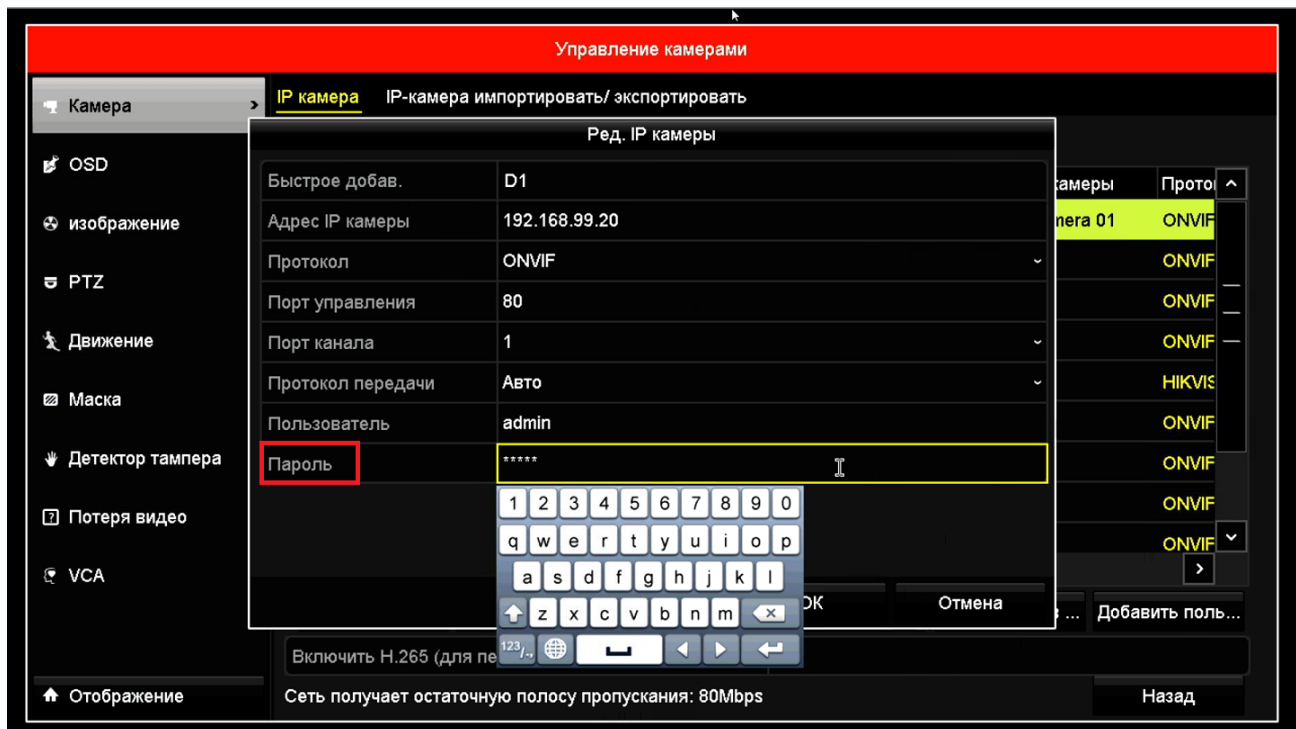 Управление камерами
Камера
IP камера IP-камера импортировать/ экспортировать
Ред. IP камеры
OSD
изображение
PTZ
Движение
Маска
Детектор тампера
Потеря видео
VCA
Отображение
Быстрое добав. D1
Адрес IP камеры 192.168.99.20
Протокол ONVIF
Порт управления 80
Порт канала 1
Протокол передачи Авто
Пользователь admin
Пароль *****
камеры Прото
mera 01 ONVIF
ONVIF
ONVIF
ONVIF
HIKVIS
ONVIF
ONVIF
ONVIF
ONVIF
1 2 3 4 5 6 7 8 9 0
q w e r t y u i o p
a s d f g h j k l
z x c v b n m
123/.,
ОК Отмена
... Добавить поль...
Включить H.265 (для пе
Сеть получает остаточную полосу пропускания: 80Mbps
Назад